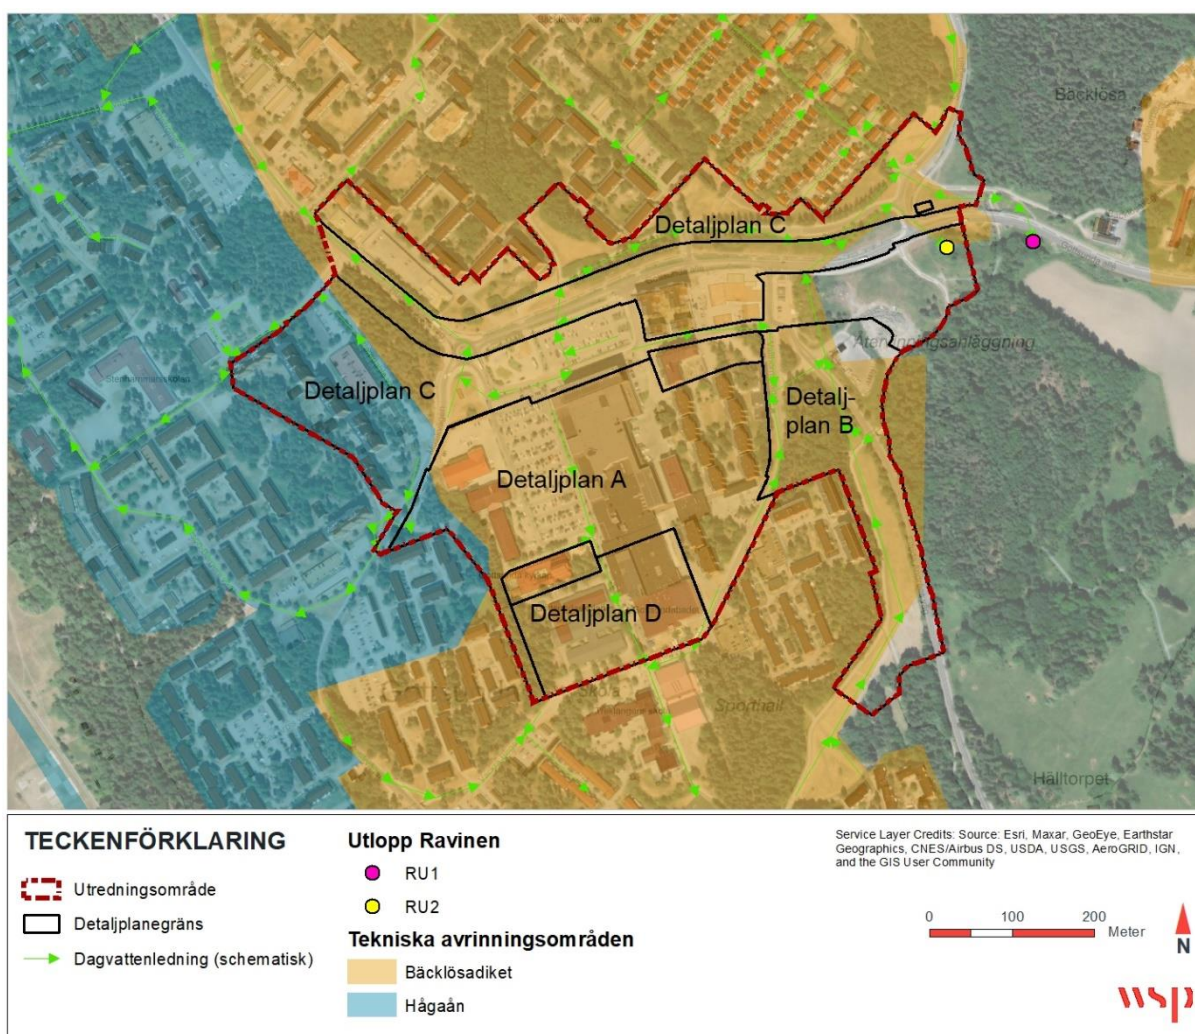 Bäcklösa
Detaljplan C
Återvinningsanläggning
Detaljplan C
Detalj-
plan B
Detaljplan A
Detaljplan D
Sporthall
Hälltorpet
TECKENFÖRKLARING
Utredningsområde
Detaljplanegräns
Dagvattenledning (schematisk)
Utlopp Ravinen
RU1
RU2
Tekniska avrinningsområden
Bäcklösadiket
Hågaån
Service Layer Credits: Source: Esri, Maxar, GeoEye, Earthstar
Geographics, CNES/Airbus DS, USDA, USGS, AeroGRID, IGN,
and the GIS User Community
0 100 200
Meter
N
wsp